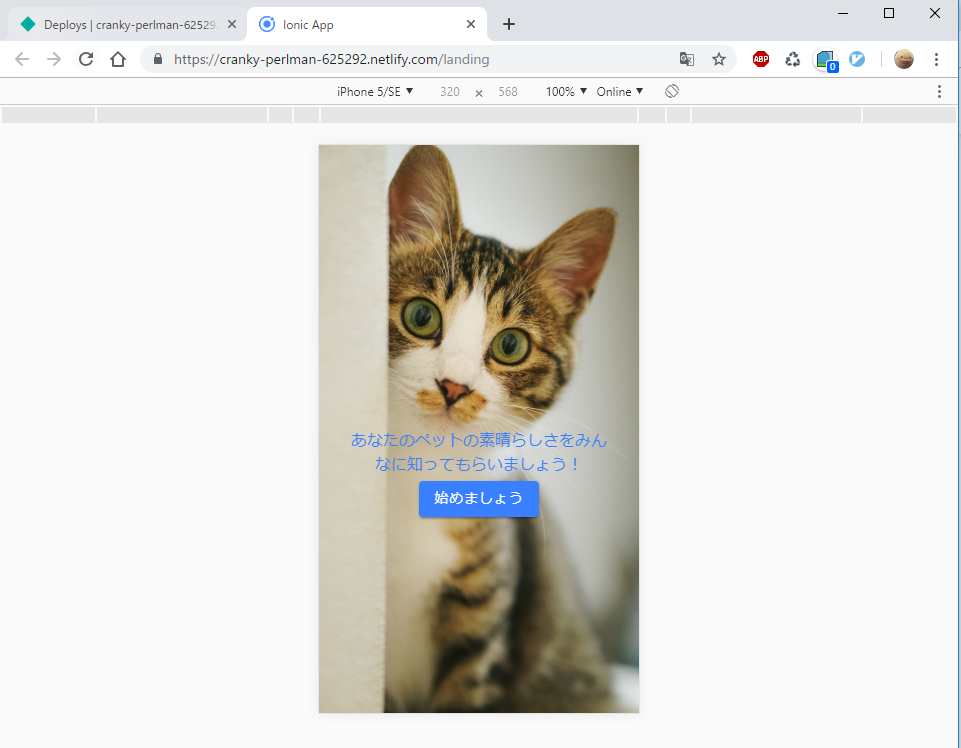 Deploys | cranky-perlman-625292
Ionic App
https://cranky-perlman-625292.netlify.com/landing
ABP
0
iPhone 5/SE ▼ 320 × 568 100% ▼ Online ▼
あなたのペットの素晴らしさをみん
なに知ってもらいましょう！
始めましょう